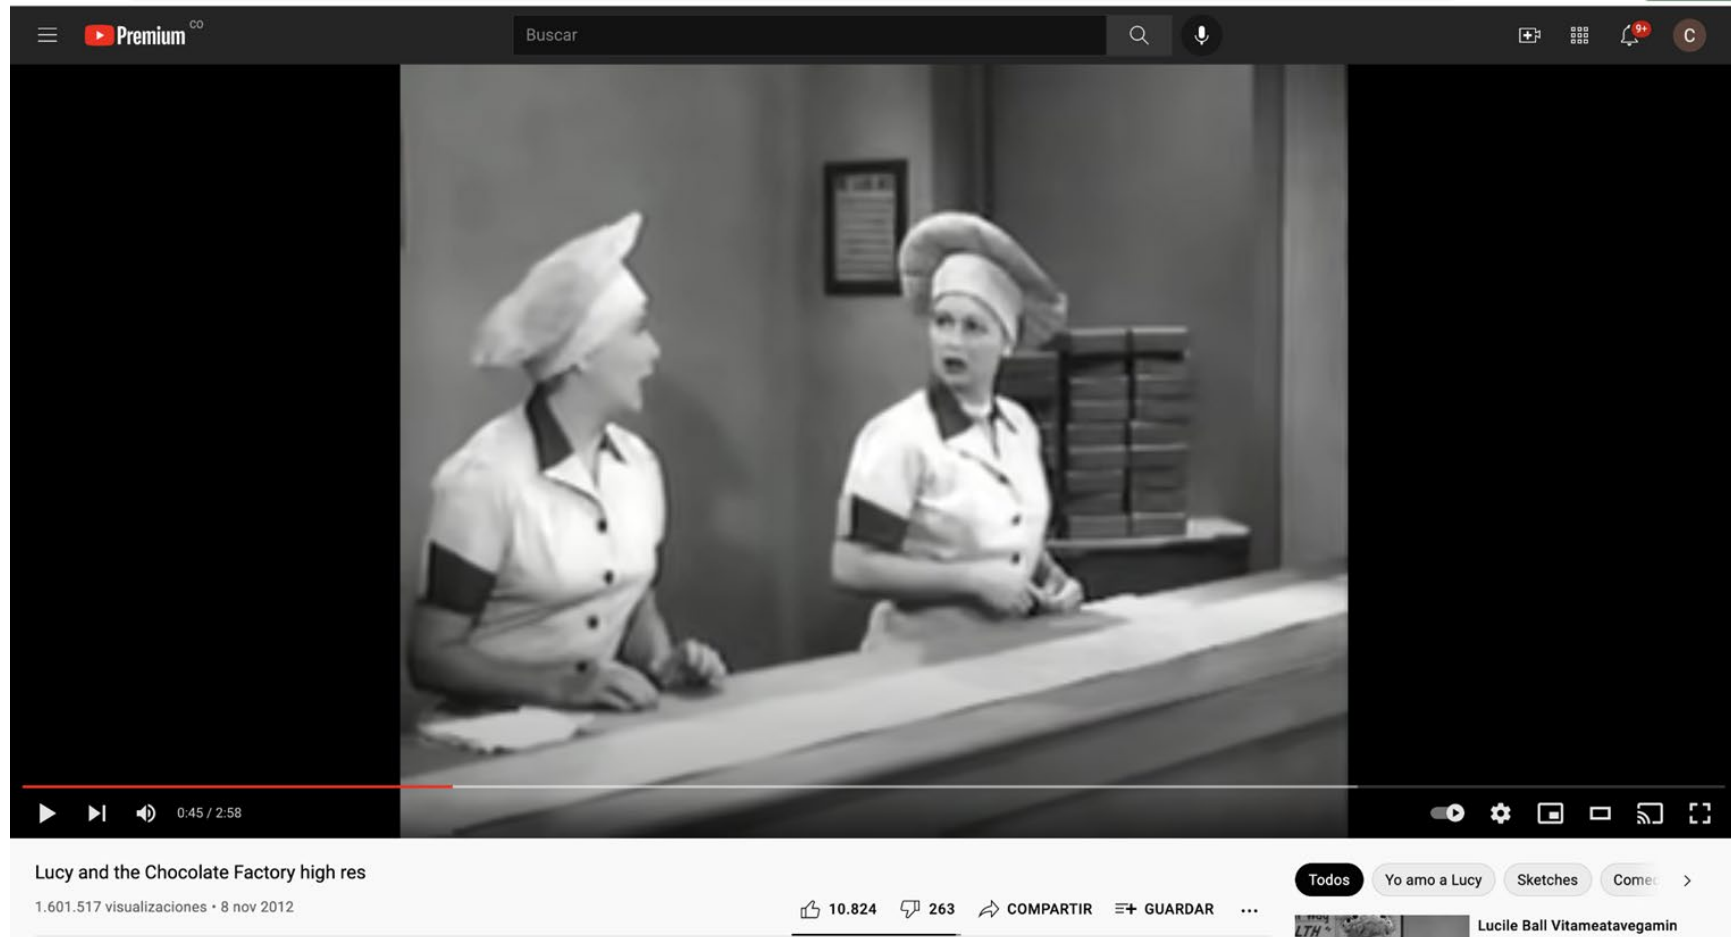 Premium CO
Buscar
9+
C
0:45 / 2:58
Lucy and the Chocolate Factory high res
1.601.517 visualizaciones • 8 nov 2012
10.824
263
COMPARTIR
GUARDAR
Todos
Yo amo a Lucy
Sketches
Lucile Ball Vitameatavegamin